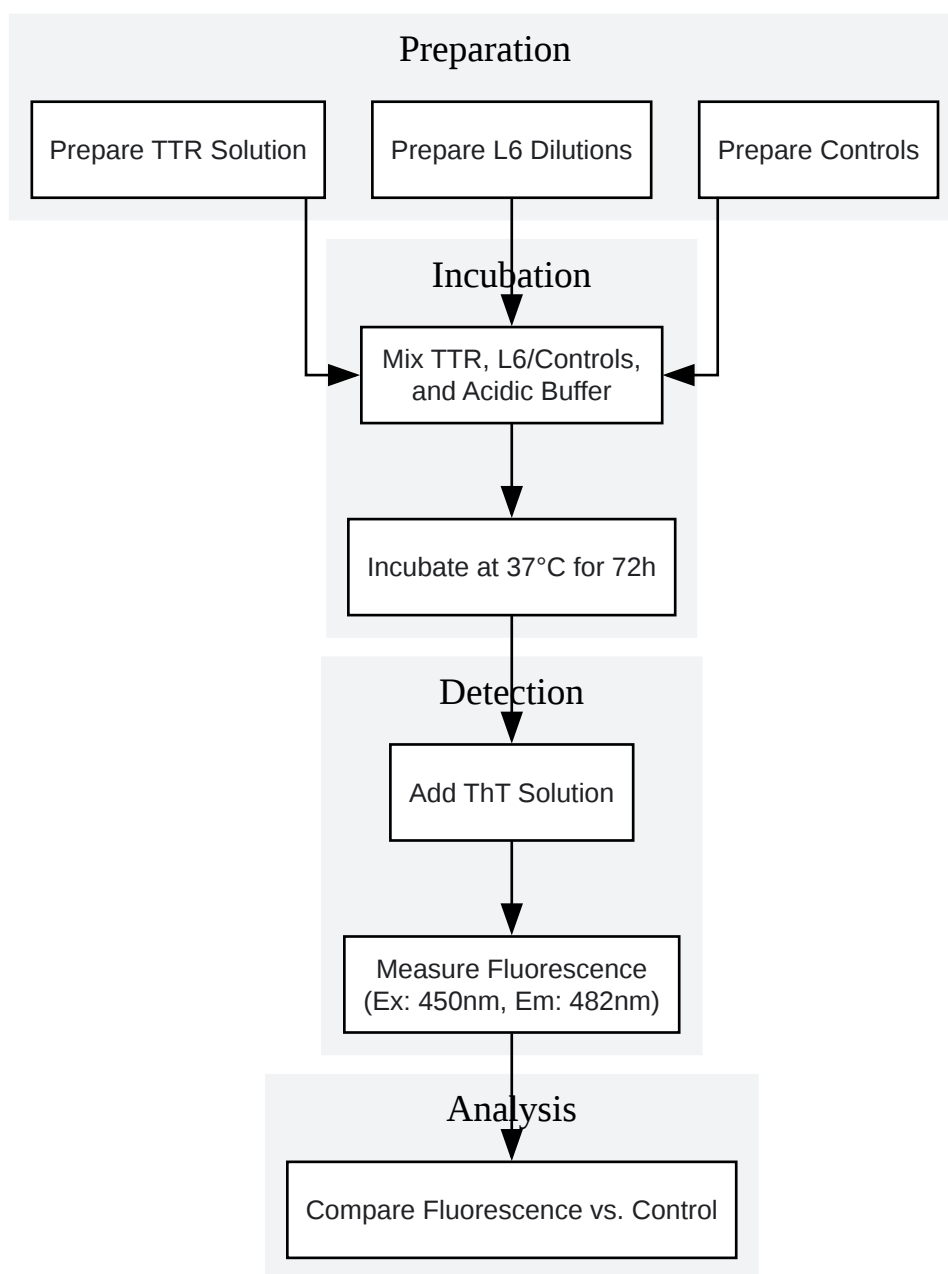 Preparation
Prepare TTR Solution
Prepare L6 Dilutions
Prepare Controls
Incubation
Mix TTR, L6/Controls,
and Acidic Buffer
Incubate at 37°C for 72h
Detection
Add ThT Solution
Measure Fluorescence
(Ex: 450nm, Em: 482nm)
Analysis
Compare Fluorescence vs. Control